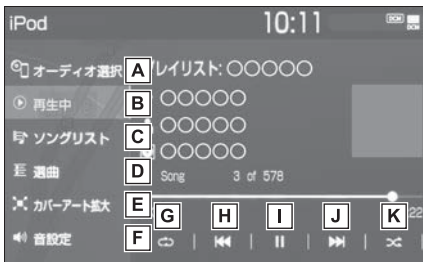 iPod 10:11 DCM DCM
オーディオ選択 A レイリスト: ○○○○○
再生中 B ○○○○○
ソングリスト C ○○○○○
○○○○○
選曲 D Song 3 of 578
カバーアート拡大 E
22
音設定 F G H I J K